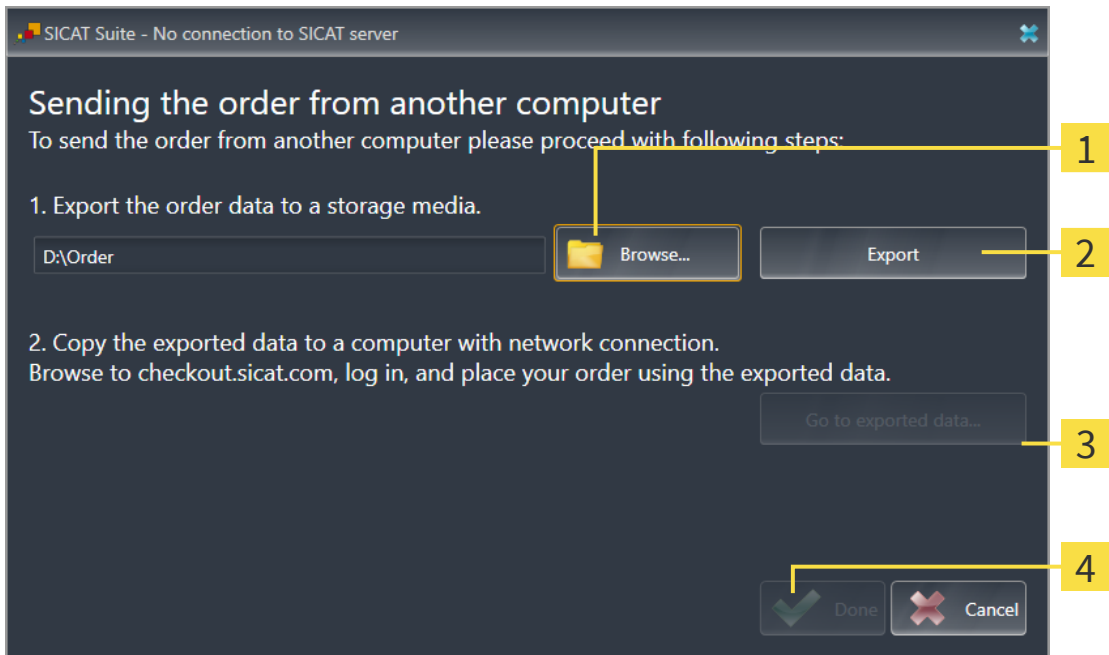 SICAT Suite - No connection to SICAT server
Sending the order from another computer
To send the order from another computer please proceed with following steps:
1
1. Export the order data to a storage media.
D:\Order
Browse...
Export
2
2. Copy the exported data to a computer with network connection.
Browse to checkout.sicat.com, log in, and place your order using the exported data.
Go to exported data...
3
4
Done
Cancel